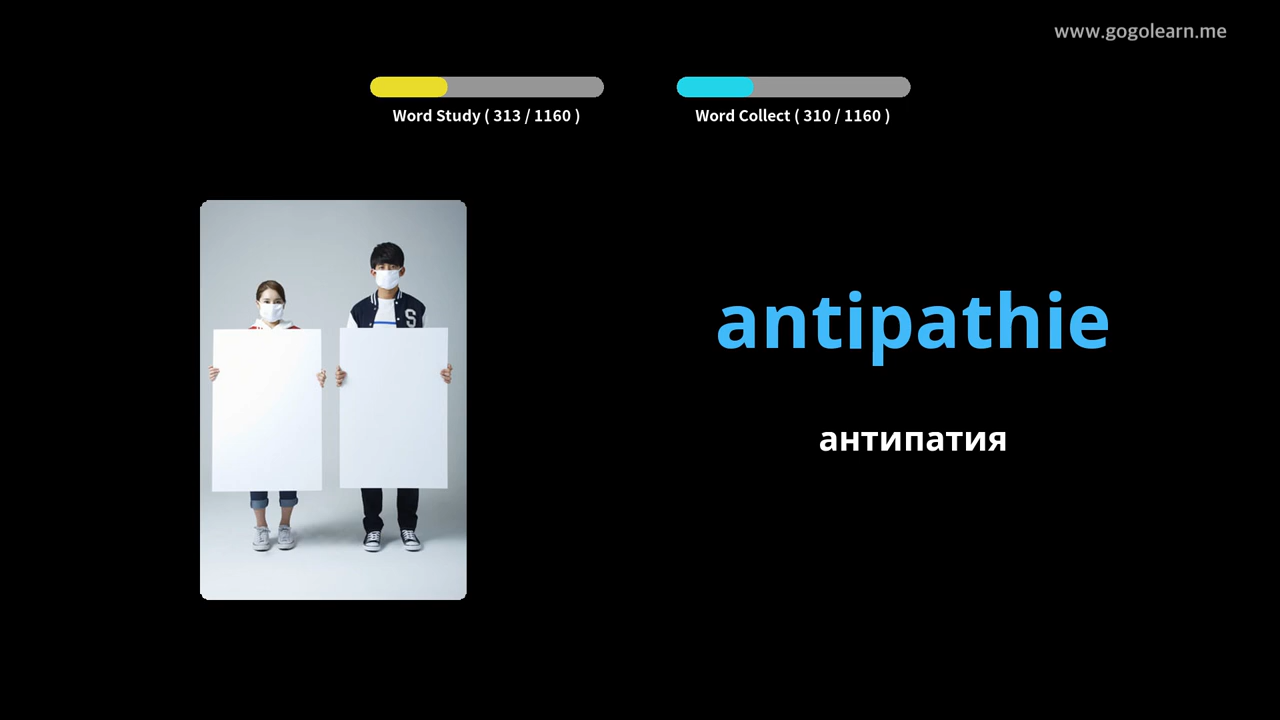 www.gogolearn.me
Word Study ( 313 / 1160 )
Word Collect ( 310 / 1160 )
S
antipathie
антипатия